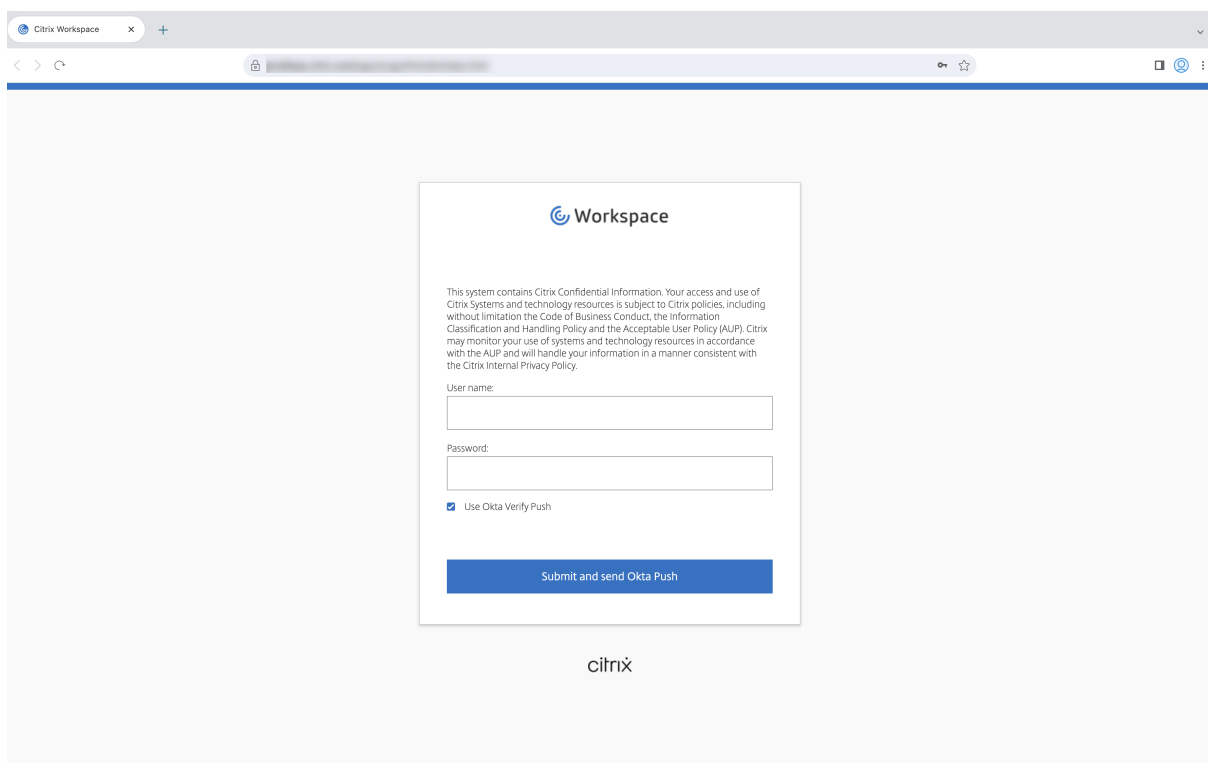 Citrix Workspace
Workspace
This system contains Citrix Confidential Information. Your access and use of
Citrix Systems and technology resources is subject to Citrix policies, including
without limitation the Code of Business Conduct, the Information
Classification and Handling Policy and the Acceptable User Policy (AUP). Citrix
may monitor your use of systems and technology resources in accordance
with the AUP and will handle your information in a manner consistent with
the Citrix Internal Privacy Policy.
User name:
Password:
Use Okta Verify Push
Submit and send Okta Push
citrix